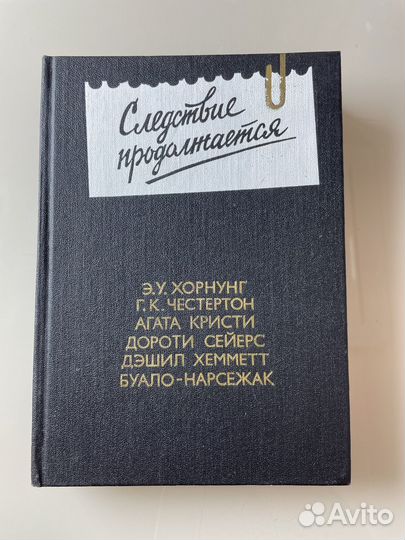 Следствие
продолжается
Э.У. ХОРНУНГ
Г. К. ЧЕСТЕРТОН
АГАТА КРИСТИ
ДОРОТИ СЕЙЕРС
ДЭШИЛ ХЕММЕТТ
БУАЛО-НАРСЕЖАК
Avito